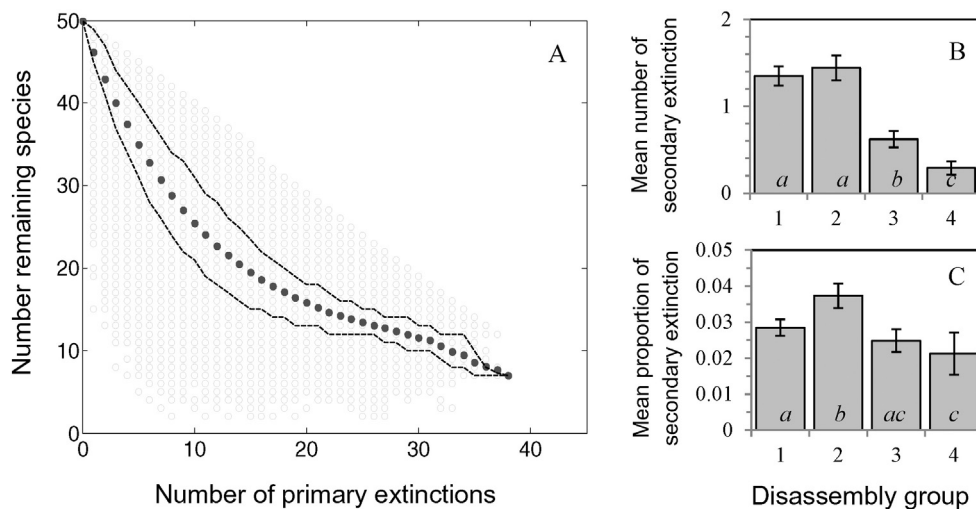 A
50
40
30
20
10
0
Number remaining species
0 10 20 30 40
Number of primary extinctions
B
2
1
0
Mean number of
secondary extinction
a a b c
1 2 3 4
C
0.05
0.04
0.03
0.02
0.01
0
Mean proportion of
secondary extinction
a b ac c
1 2 3 4
Disassembly group